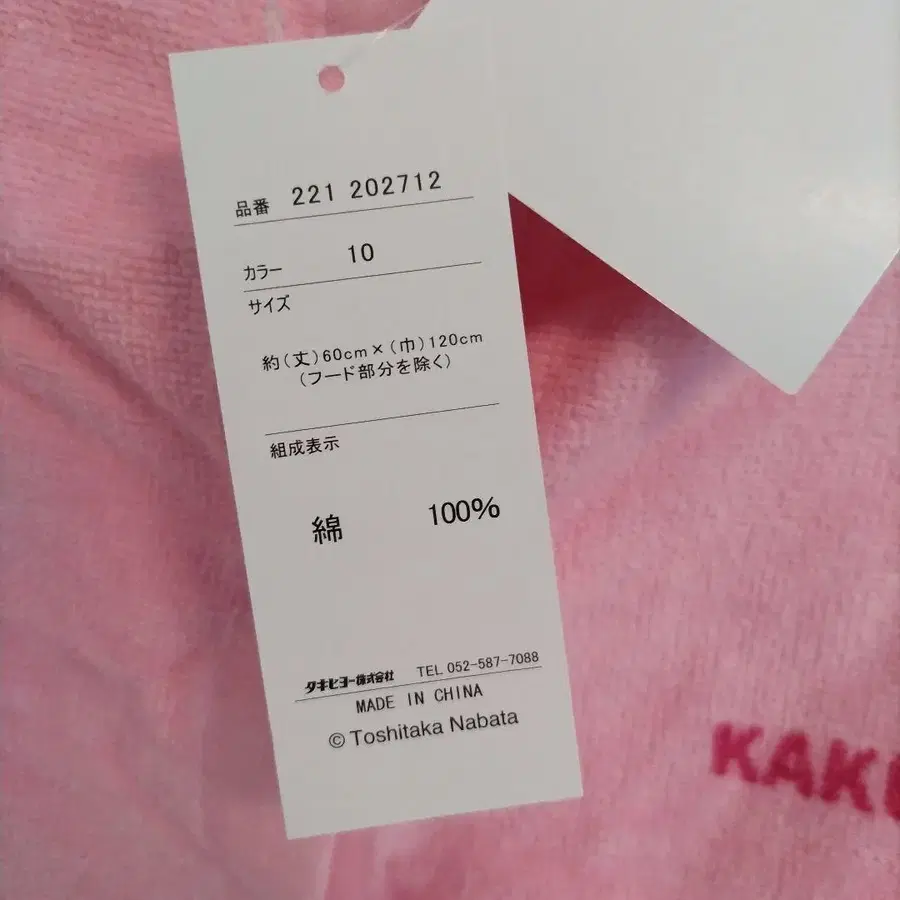 品番 221 202712
カラー 10
サイズ
約(丈)60cm×(巾)120cm
(フード部分を除く)
組成表示
綿 100%
タキヒヨー株式会社 TEL 052-587-7088
MADE IN CHINA
© Toshitaka Nabata